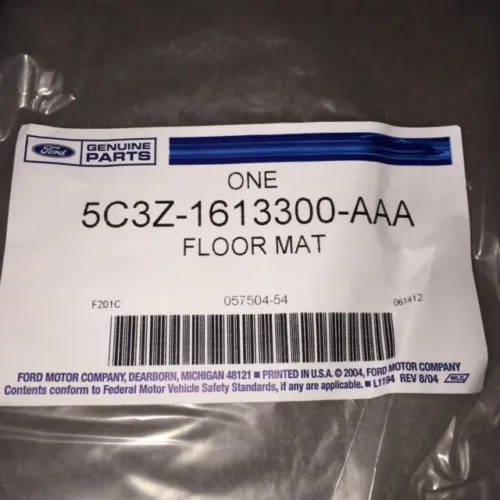 Ford
GENUINE
PARTS
ONE
5C3Z-1613300-AAA
FLOOR MAT
F201C 057504-54 061412
FORD MOTOR COMPANY, DEARBORN, MICHIGAN 48121 ■ PRINTED IN U.S.A. © 2004, FORD MOTOR COMPANY
Contents conform to Federal Motor Vehicle Safety Standards, if any are applicable. ■ L1194 REV 8/04 WLC